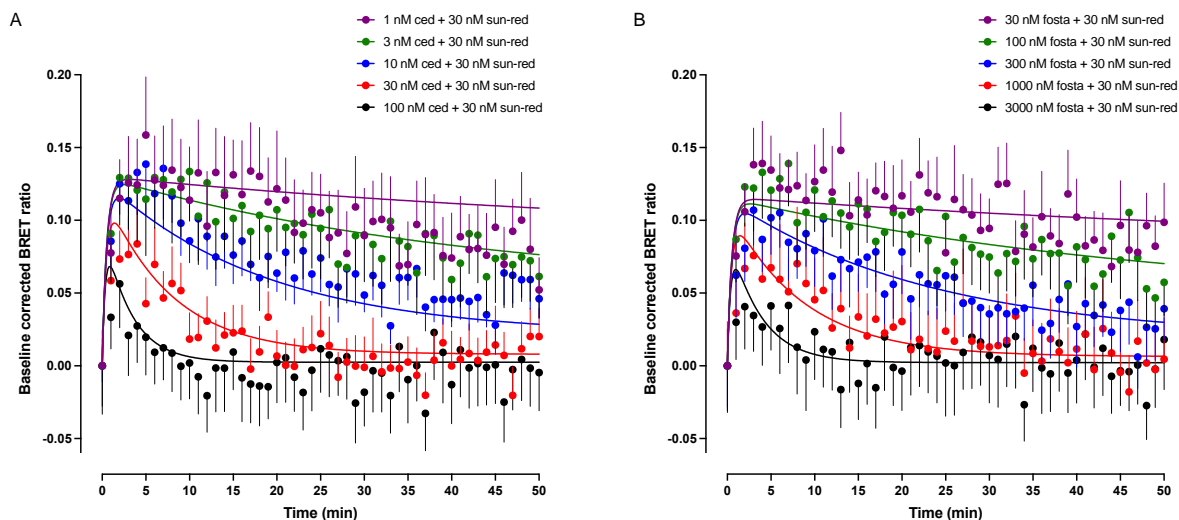 A
1 nM ced + 30 nM sun-red
3 nM ced + 30 nM sun-red
10 nM ced + 30 nM sun-red
30 nM ced + 30 nM sun-red
100 nM ced + 30 nM sun-red
Baseline corrected BRET ratio
0.20
0.15
0.10
0.05
0.00
-0.05
0 5 10 15 20 25 30 35 40 45 50
Time (min)
B
30 nM fosta + 30 nM sun-red
100 nM fosta + 30 nM sun-red
300 nM fosta + 30 nM sun-red
1000 nM fosta + 30 nM sun-red
3000 nM fosta + 30 nM sun-red
Baseline corrected BRET ratio
0.20
0.15
0.10
0.05
0.00
-0.05
0 5 10 15 20 25 30 35 40 45 50
Time (min)